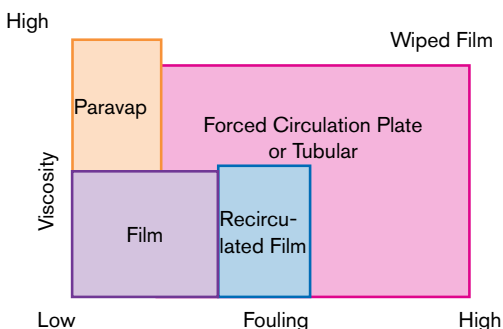 High
Wiped Film
Paravap
Forced Circulation Plate
or Tubular
Viscosity
Film
Recircu-
lated Film
Low
Fouling
High